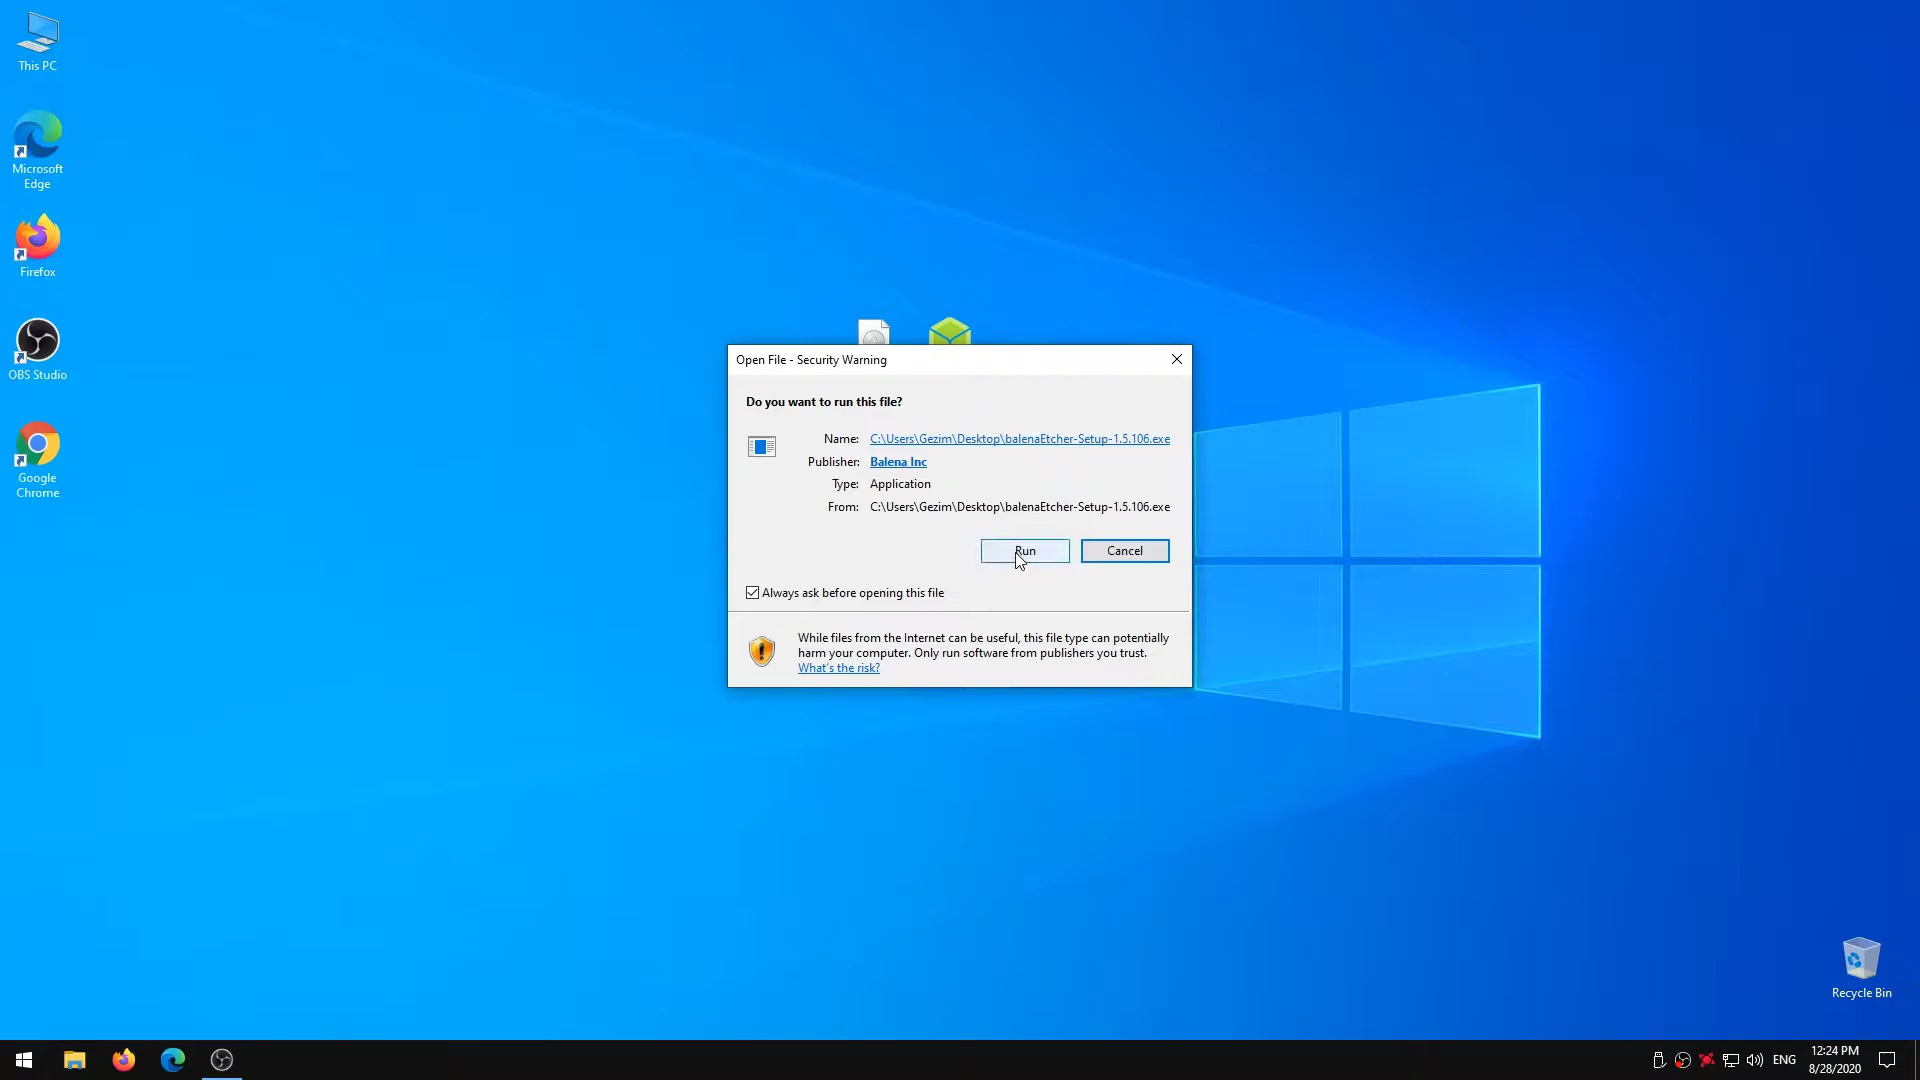 This PC
Microsoft
Edge
Firefox
OBS Studio
Google
Chrome
Open File - Security Warning
Do you want to run this file?
Name: C:\Users\Gezim\Desktop\balenaEtcher-Setup-1.5.106.exe
Publisher: Balena Inc
Type: Application
From: C:\Users\Gezim\Desktop\balenaEtcher-Setup-1.5.106.exe
Run Cancel
Always ask before opening this file
While files from the Internet can be useful, this file type can potentially
harm your computer. Only run software from publishers you trust.
What's the risk?
Recycle Bin
ENG
12:24 PM
8/28/2020